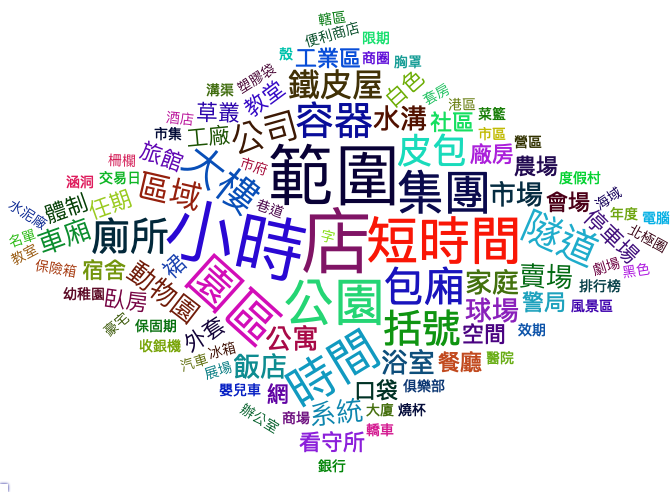 轄區
便利商店
限期
殼
工業區
商圈
胸罩
溝渠
塑膠袋
鐵皮屋
白色
套房
港區
菜籃
酒店
草叢
教堂
容器
水溝
社區
市區
營區
市集
工廠
公司
皮包
廠房
農場
度假村
柵欄
旅館
市府
大樓
範圍
集團
市場
會場
海域
涵洞
交易日
區域
巷道
停車場
年度
電腦
水泥廠
體制
任期
小時
店
字
短時間
隧道
北極圈
名單
車廂
廁所
教室
保險箱
宿舍
裙
園區
公園
包廂
家庭
賣場
劇場
黑色
排行榜
幼稚園
臥房
動物園
球場
警局
風景區
豪宅
保固期
外套
公寓
時間
括號
空間
效期
收銀機
汽車
冰箱
飯店
浴室
餐廳
醫院
展場
嬰兒車
網
口袋
俱樂部
辦公室
商場
系統
大廈
燒杯
看守所
轎車
銀行